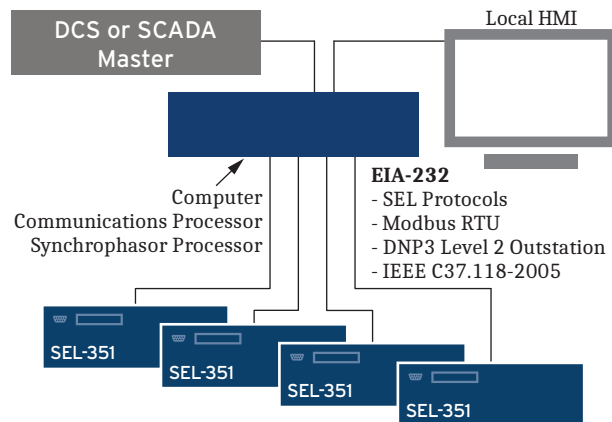 DCS or SCADA
Master
Local HMI
Computer
Communications Processor
Synchrophasor Processor
EIA-232
- SEL Protocols
- Modbus RTU
- DNP3 Level 2 Outstation
- IEEE C37.118-2005
SEL-351
SEL-351
SEL-351
SEL-351